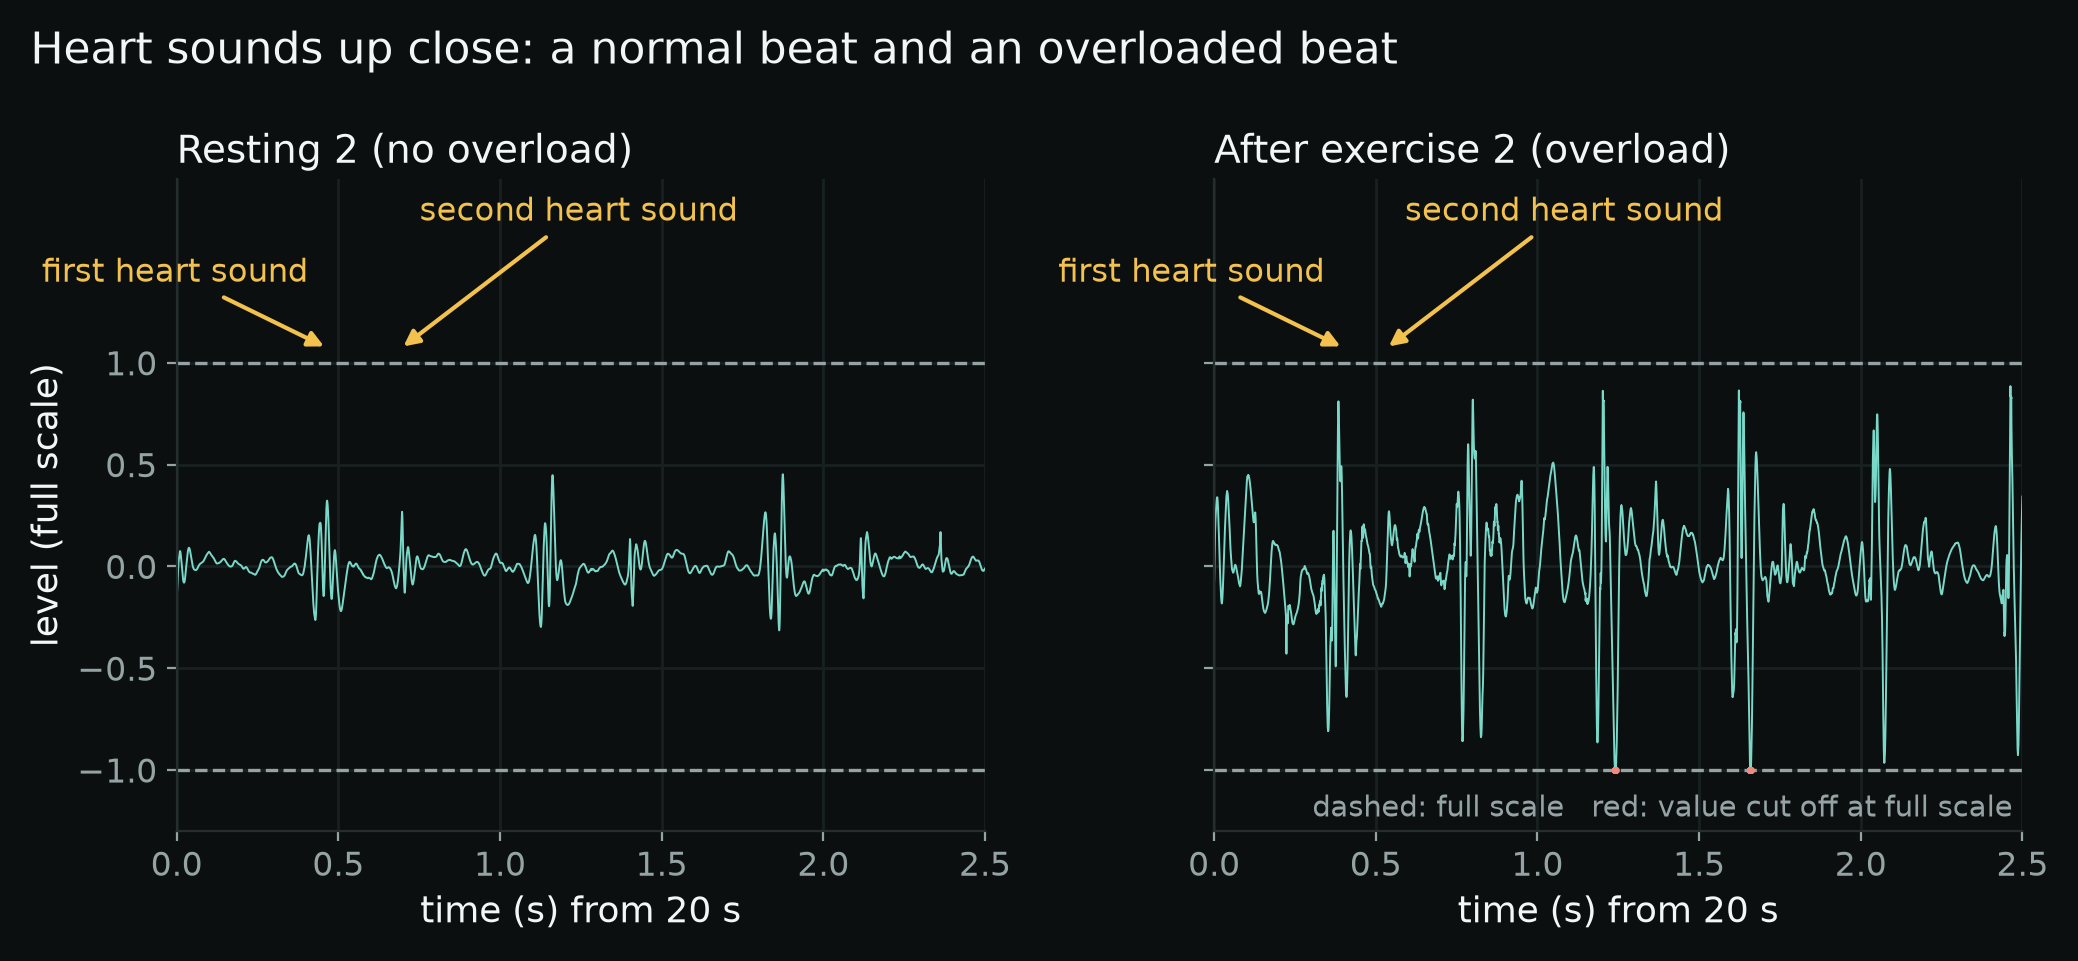 Heart sounds up close: a normal beat and an overloaded beat
Resting 2 (no overload)
second heart sound
first heart sound
1.0
0.5
0.0
−0.5
−1.0
level (full scale)
0.0 0.5 1.0 1.5 2.0 2.5
time (s) from 20 s
After exercise 2 (overload)
second heart sound
first heart sound
dashed: full scale red: value cut off at full scale
0.0 0.5 1.0 1.5 2.0 2.5
time (s) from 20 s